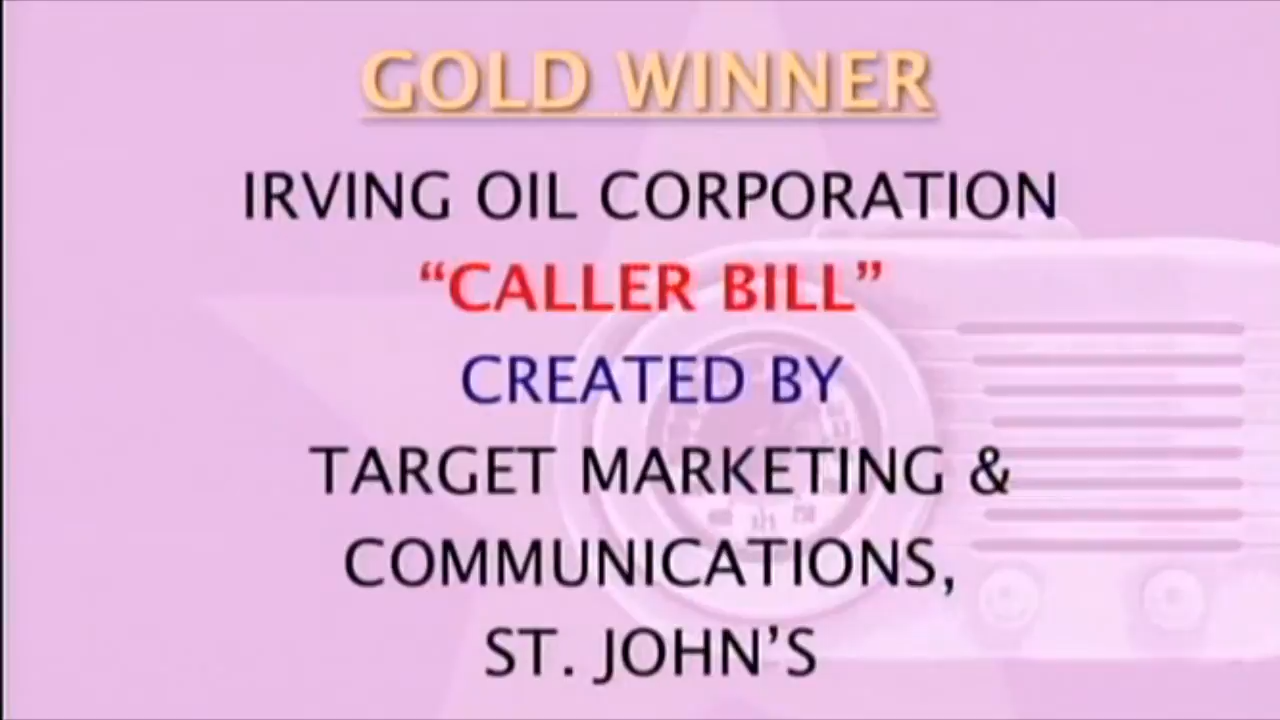 GOLD WINNER
IRVING OIL CORPORATION
“CALLER BILL”
CREATED BY
TARGET MARKETING &
COMMUNICATIONS,
ST. JOHN’S